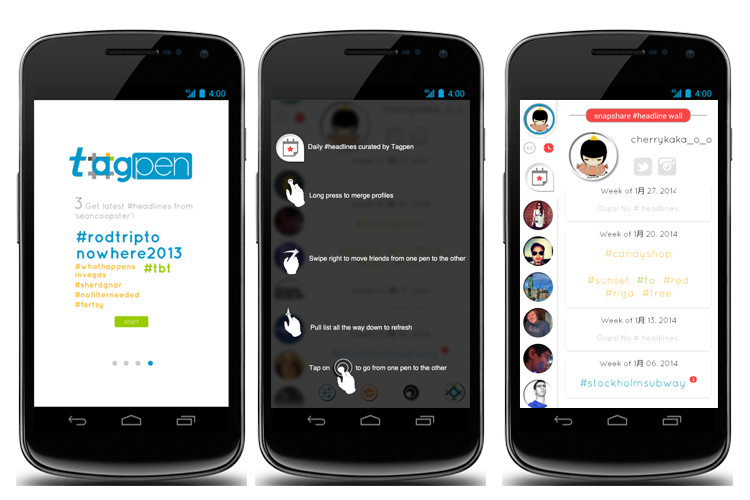 4G 4:00
tagpen
3.Get latest #headlines from
'seancoopster'!
#rodtripto
nowhere2013
#whathappens
invegas
#tbt
#sherdgnar
#nofilterneeded
#fartsy
start
4G 4:00
cherrykaka_o_o
Daily #headlines curated by Tagpen
Long press to merge profiles
Swipe right to move friends from one pen to the other
Pull list all the way down to refresh
Tap on to go from one pen to the other
4G 4:00
snapshare #headline wall
cherrykaka_o_o
Week of 1月 27, 2014
Oops! No # headlines.
Week of 1月 20, 2014
#candyshop
#sunset #to #red
#riga #tree
Week of 1月 13, 2014
Oops! No # headlines.
Week of 1月 06, 2014
#stockholmsubway